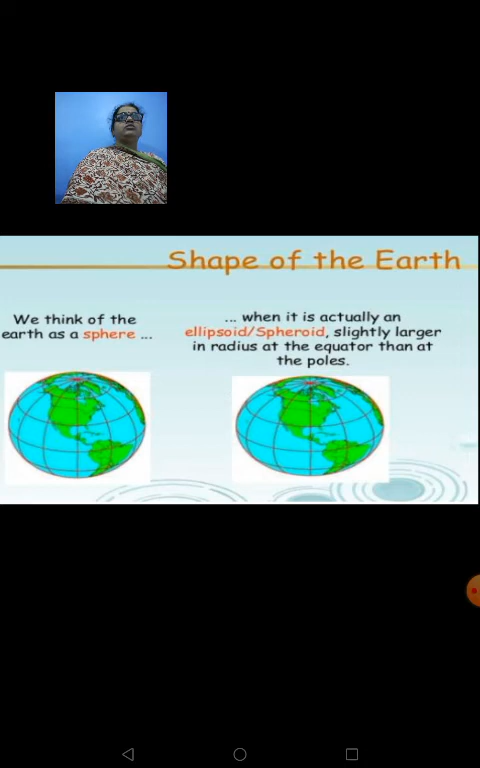 Shape of the Earth
We think of the
earth as a sphere ...
... when it is actually an
ellipsoid/Spheroid, slightly larger
in radius at the equator than at
the poles.